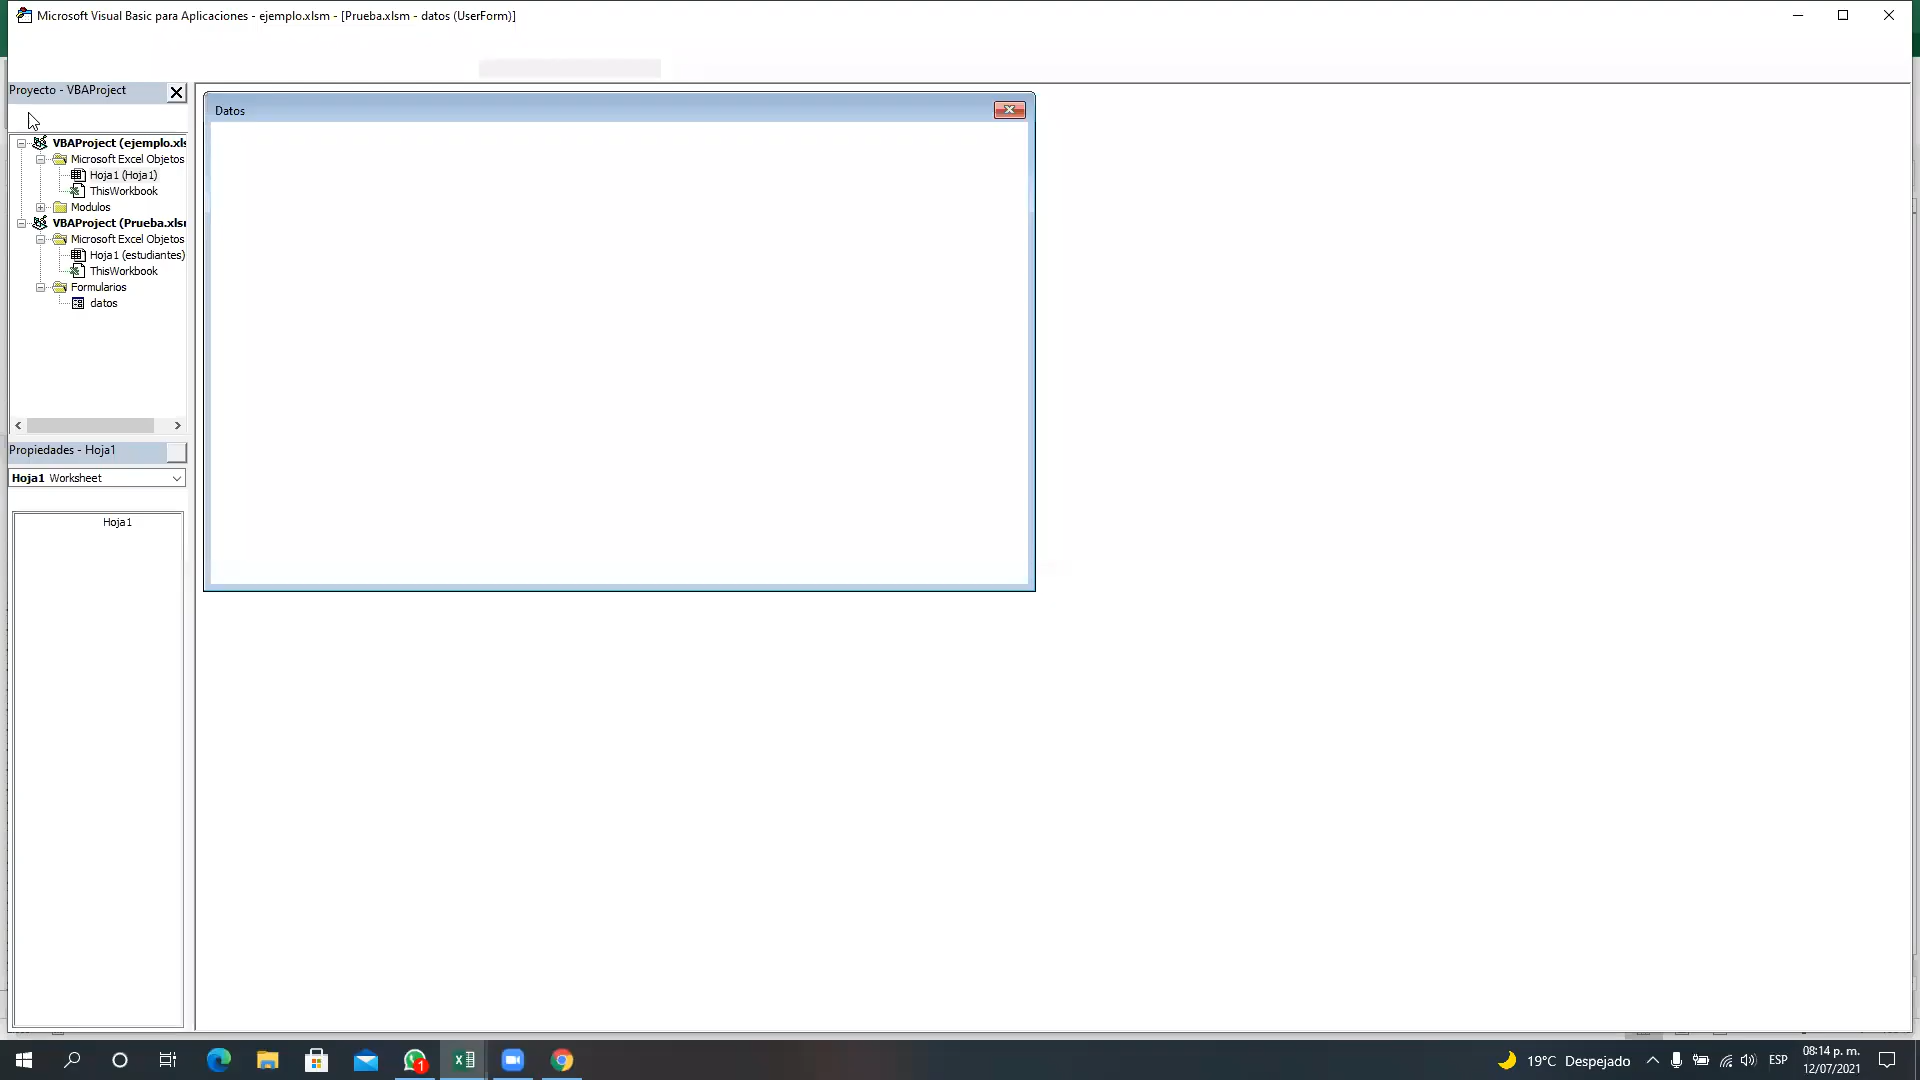 Microsoft Visual Basic para Aplicaciones - ejemplo.xlsm - [Prueba.xlsm - datos (UserForm)]
Proyecto - VBAProject
VBAProject (ejemplo.xls
Microsoft Excel Objetos
Hoja1 (Hoja1)
ThisWorkbook
Modulos
VBAProject (Prueba.xlsm
Microsoft Excel Objetos
Hoja1 (estudiantes)
ThisWorkbook
Formularios
datos
Propiedades - Hoja1
Hoja1 Worksheet
Hoja1
Datos
1
19°C Despejado
ESP
08:14 p. m.
12/07/2021